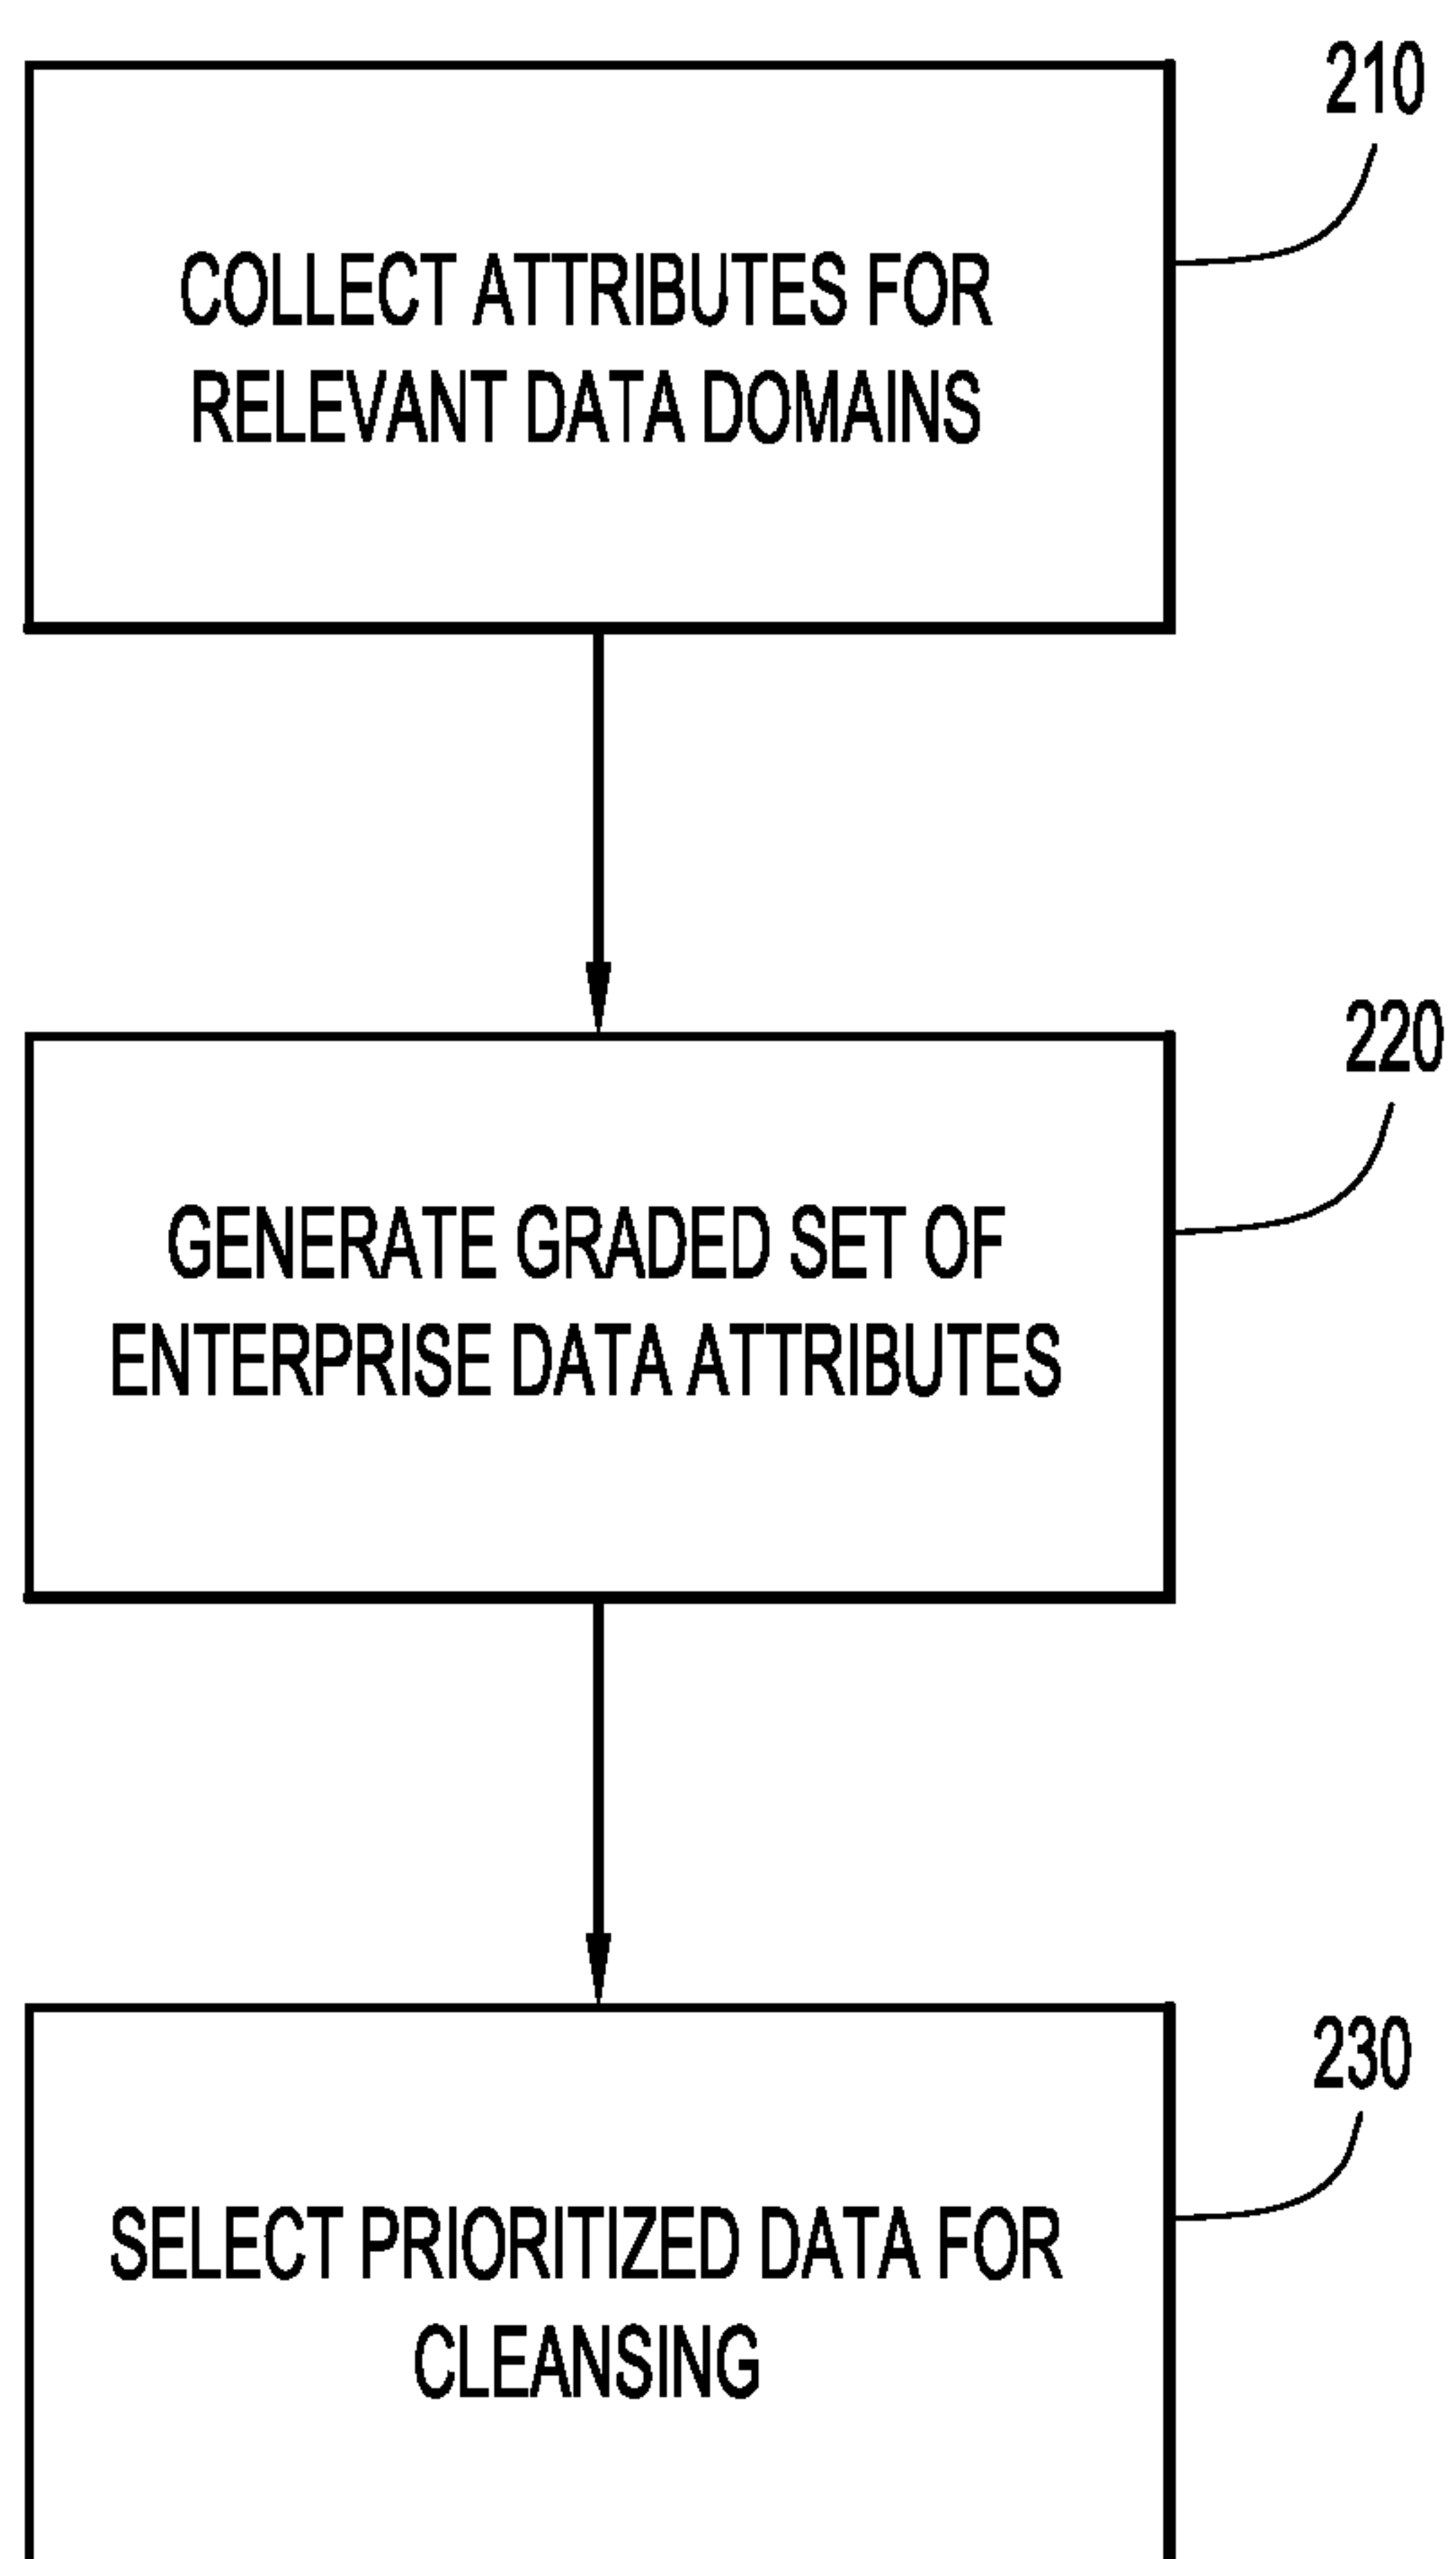 210
COLLECT ATTRIBUTES FOR
RELEVANT DATA DOMAINS
220
GENERATE GRADED SET OF
ENTERPRISE DATA ATTRIBUTES
230
SELECT PRIORITIZED DATA FOR
CLEANSING